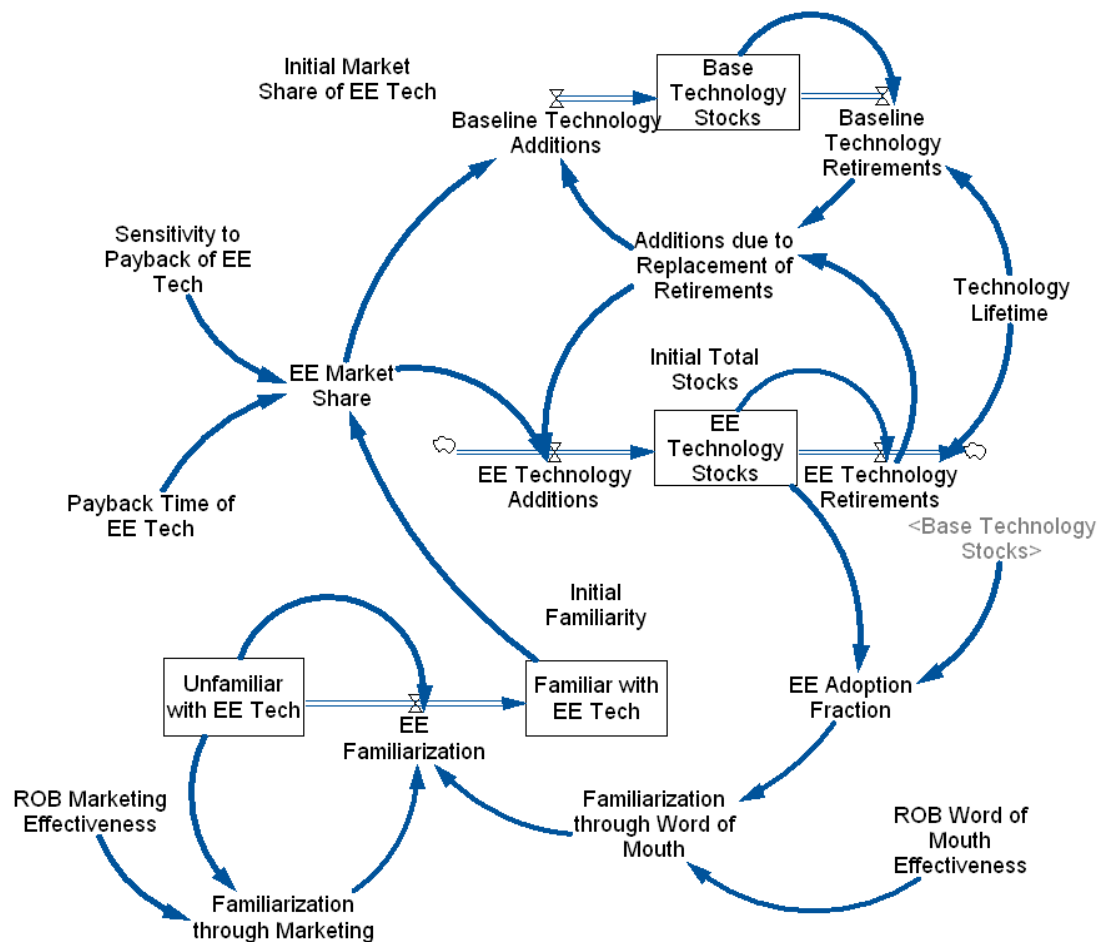 Initial Market
Share of EE Tech
Base
Technology
Stocks
Baseline Technology
Additions
Baseline
Technology
Retirements
Sensitivity to
Payback of EE
Tech
Additions due to
Replacement of
Retirements
Technology
Lifetime
EE Market
Share
Initial Total
Stocks
EE
Technology
Stocks
EE Technology
Additions
EE Technology
Retirements
Payback Time of
EE Tech
<Base Technology
Stocks>
Initial
Familiarity
Unfamiliar
with EE Tech
Familiar with
EE Tech
EE
Familiarization
EE Adoption
Fraction
ROB Marketing
Effectiveness
Familiarization
through Word of
Mouth
ROB Word of
Mouth
Effectiveness
Familiarization
through Marketing